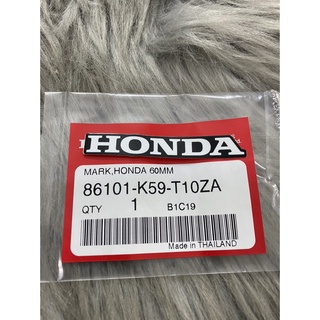 HONDA
MARK,HONDA 60MM
86101-K59-T10ZA
QTY 1 B1C19
Made in THAILAND